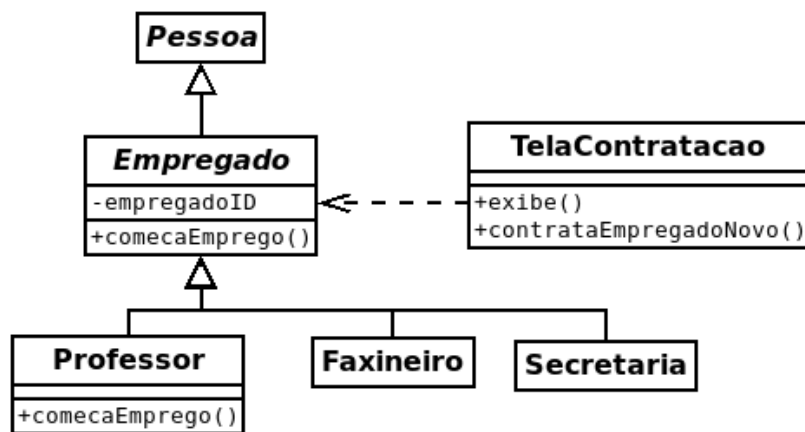 Pessoa
Empregado
-empregadoID
+comecaEmprego()
TelaContratacao
+exibe()
+contrataEmpregadoNovo()
Professor
+comecaEmprego()
Faxineiro
Secretaria